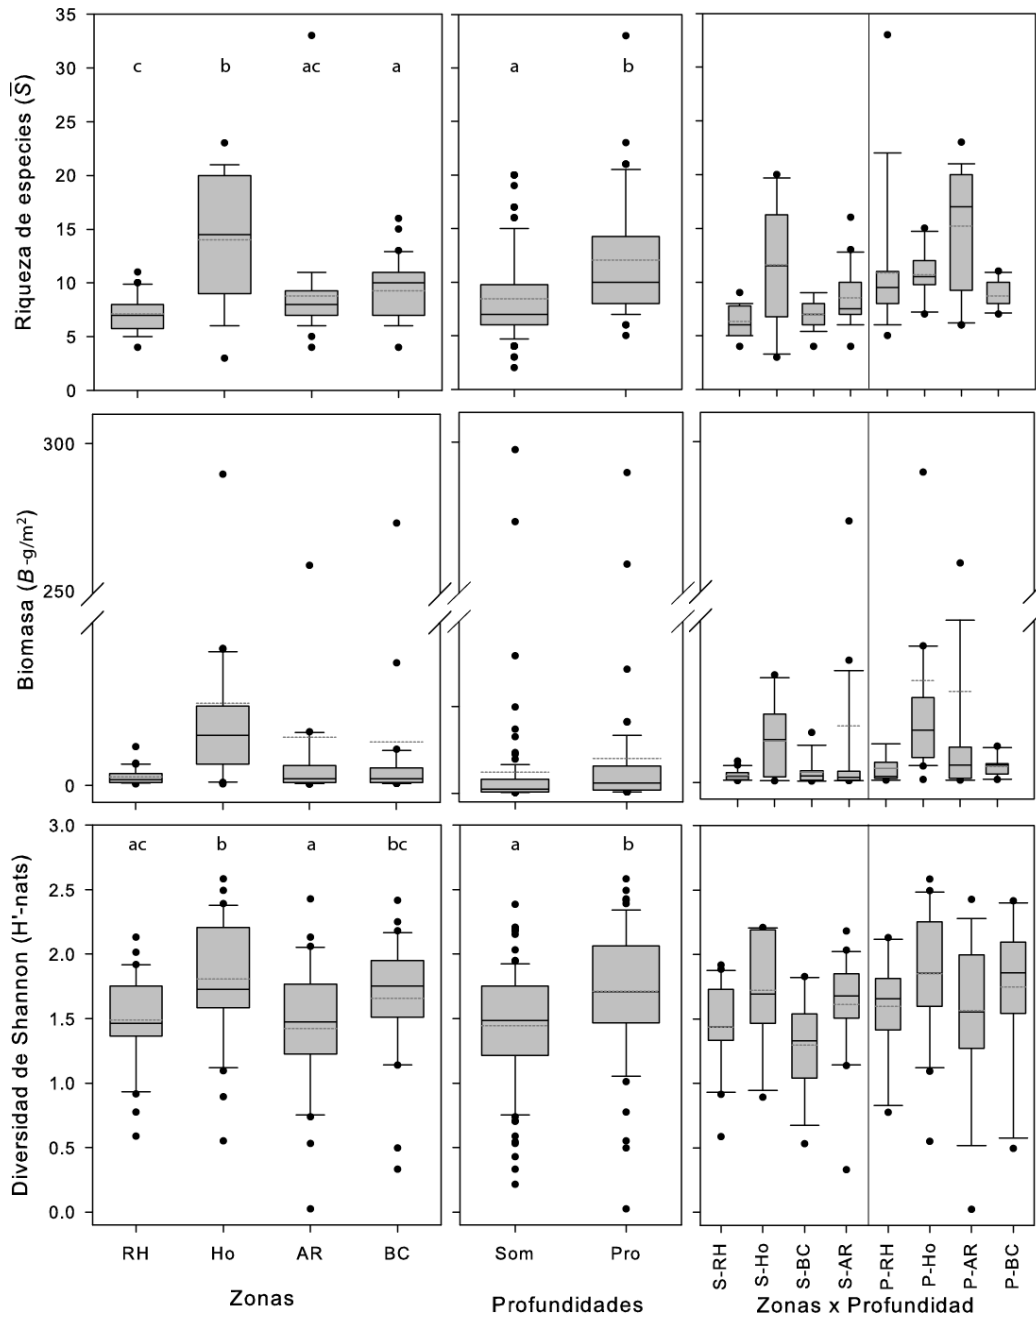 Riqueza de especies (S̅)
35
30
25
20
15
10
5
0
c b ac a
a b
Biomasa (B-g/m²)
300
250
0
Diversidad de Shannon (H'-nats)
3.0
2.5
2.0
1.5
1.0
0.5
0.0
ac b a bc
a b
RH Ho AR BC
Zonas
Som Pro
Profundidades
S-RH S-Ho S-BC S-AR P-RH P-Ho P-AR P-BC
Zonas x Profundidad